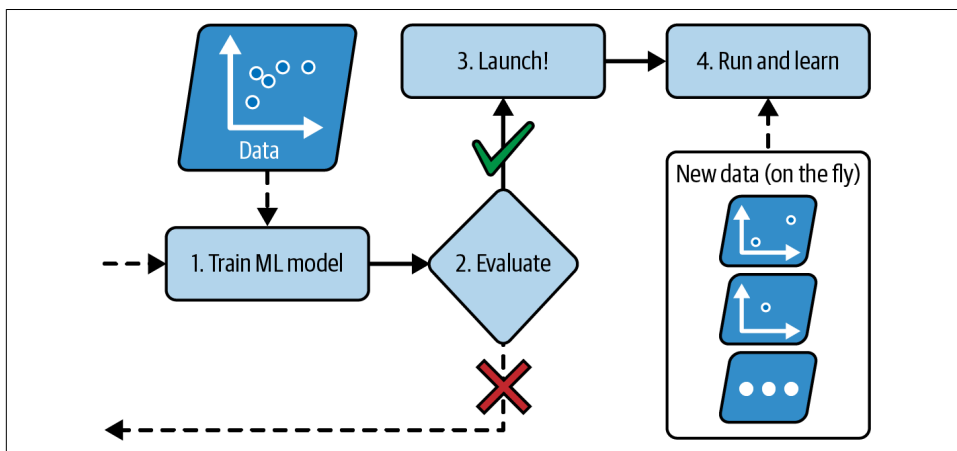 Data
1. Train ML model
2. Evaluate
3. Launch!
4. Run and learn
New data (on the fly)